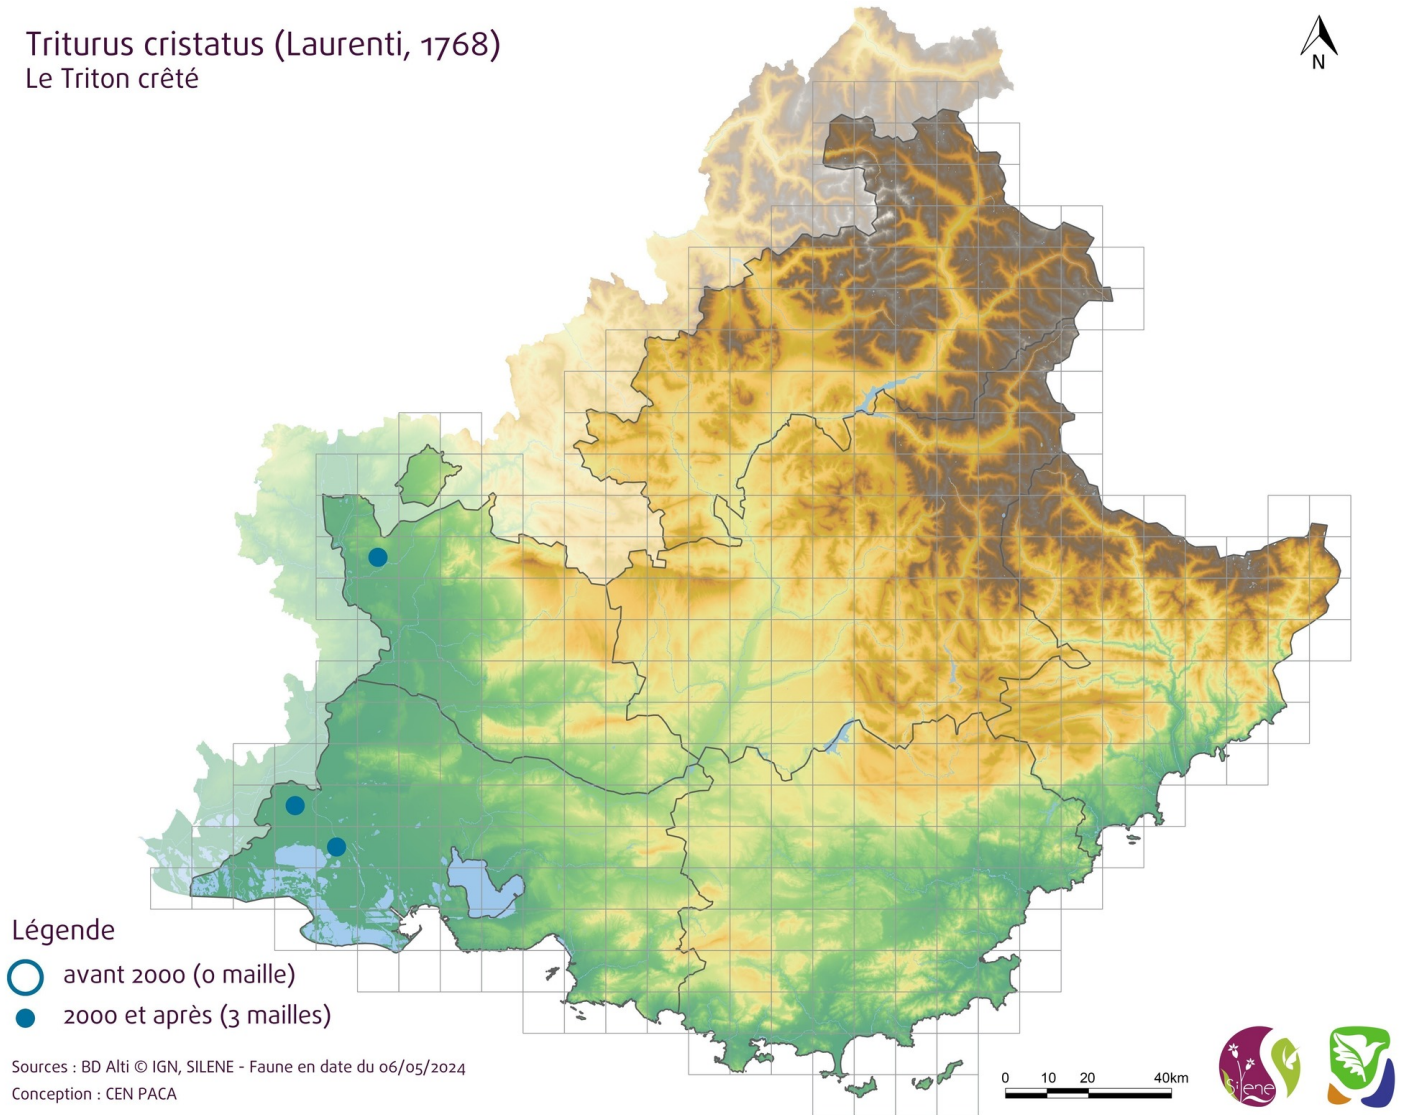 Triturus cristatus (Laurenti, 1768)
Le Triton crêté
N
Légende
avant 2000 (0 maille)
2000 et après (3 mailles)
Sources : BD Alti © IGN, SILENE - Faune en date du 06/05/2024
Conception : CEN PACA
0 10 20 40km
Silene